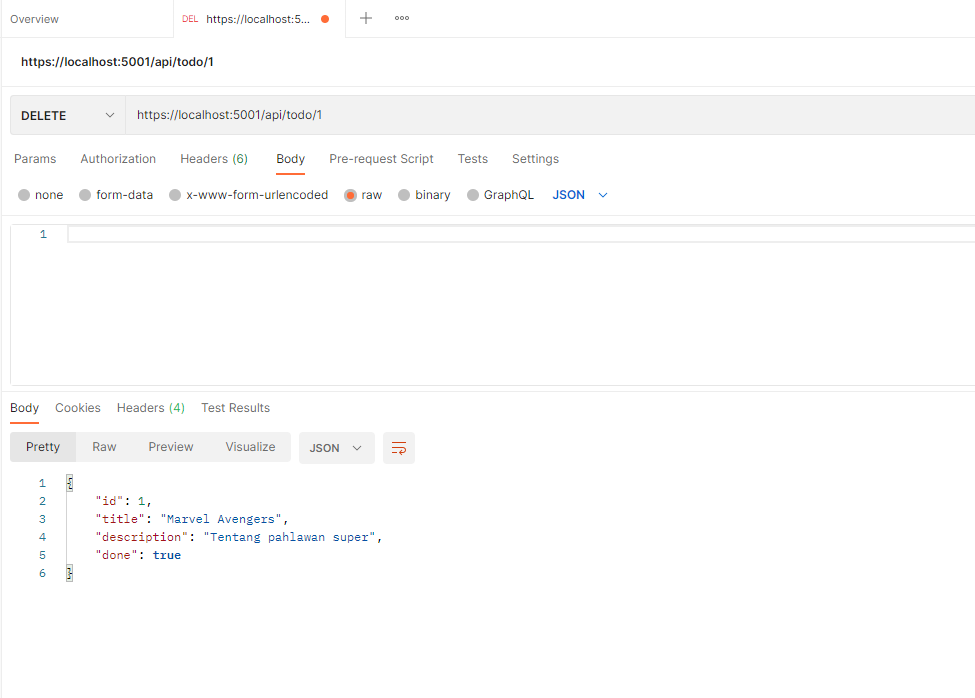 Overview DEL https://localhost:5...
https://localhost:5001/api/todo/1
DELETE https://localhost:5001/api/todo/1
Params Authorization Headers (6) Body Pre-request Script Tests Settings
none form-data x-www-form-urlencoded raw binary GraphQL JSON
1
Body Cookies Headers (4) Test Results
Pretty Raw Preview Visualize JSON
1 {
2 "id": 1,
3 "title": "Marvel Avengers",
4 "description": "Tentang pahlawan super",
5 "done": true
6 }